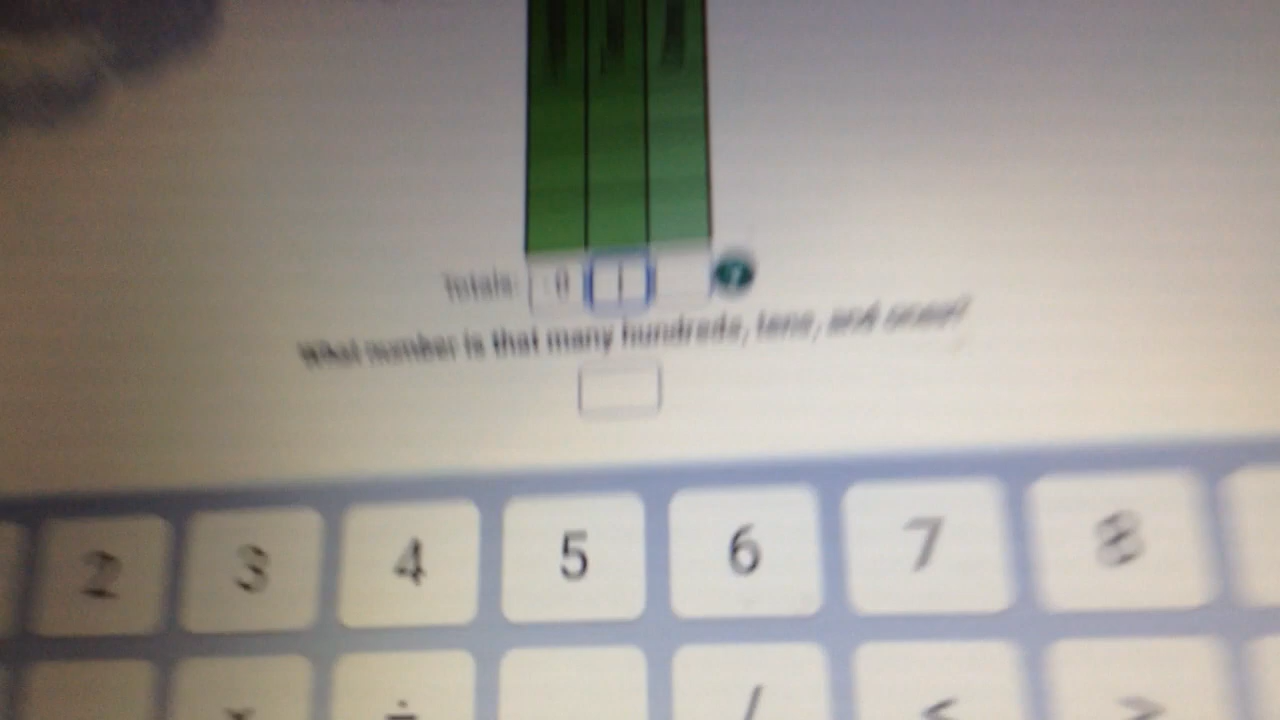 Totals:
What number is that many hundreds, tens, and ones?
2 3 4 5 6 7 8
÷ / < >